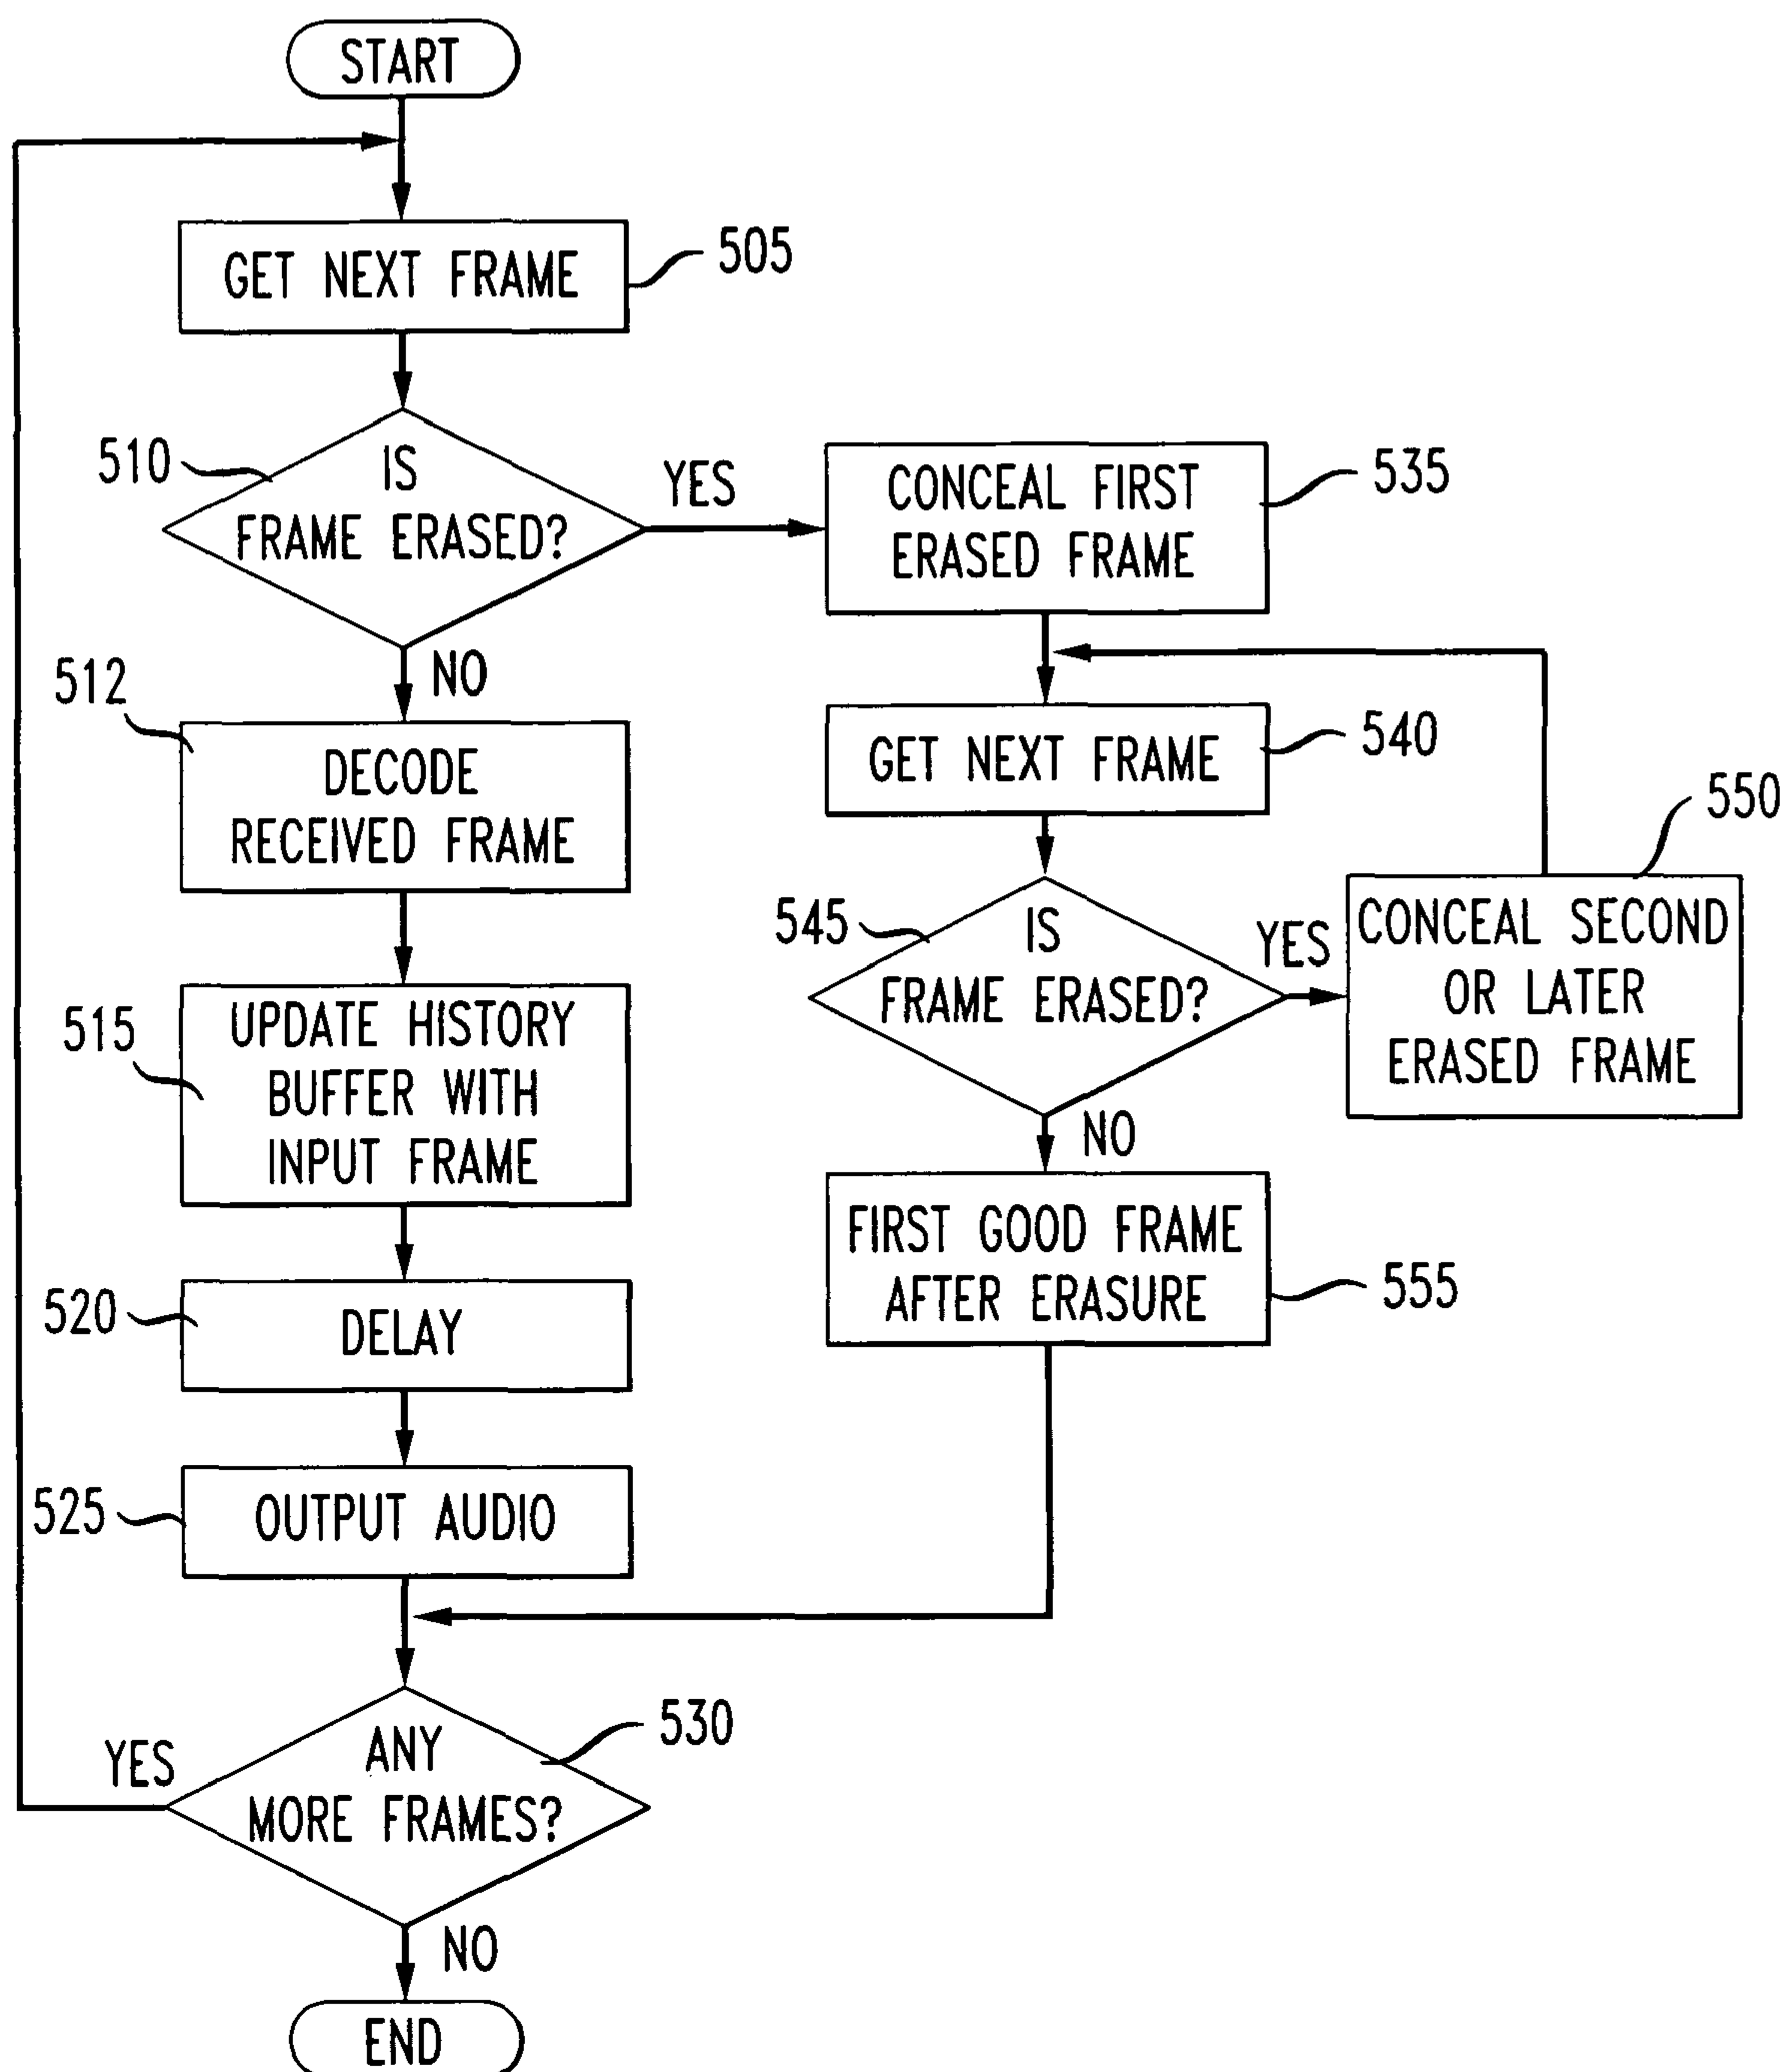 START
GET NEXT FRAME
505
510
IS
FRAME ERASED?
YES
NO
CONCEAL FIRST
ERASED FRAME
535
512
DECODE
RECEIVED FRAME
GET NEXT FRAME
540
550
CONCEAL SECOND
OR LATER
ERASED FRAME
545
IS
FRAME ERASED?
YES
NO
515
UPDATE HISTORY
BUFFER WITH
INPUT FRAME
FIRST GOOD FRAME
AFTER ERASURE
555
520
DELAY
525
OUTPUT AUDIO
530
ANY
MORE FRAMES?
YES
NO
END